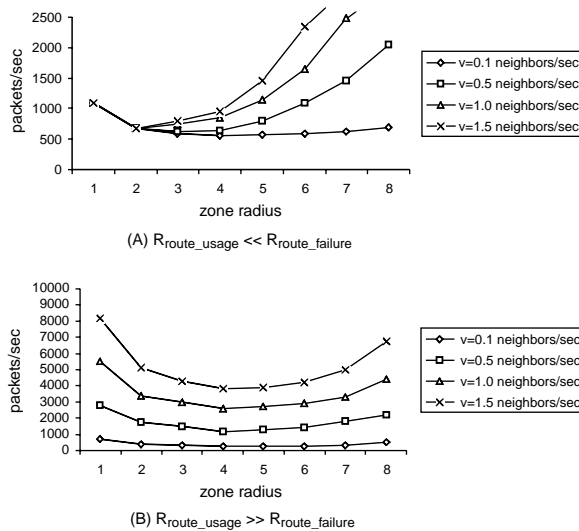 2500
2000
1500
1000
500
0
packets/sec
1 2 3 4 5 6 7 8
zone radius
v=0.1 neighbors/sec
v=0.5 neighbors/sec
v=1.0 neighbors/sec
v=1.5 neighbors/sec
(A) Rroute_usage << Rroute_failure
10000
9000
8000
7000
6000
5000
4000
3000
2000
1000
0
packets/sec
1 2 3 4 5 6 7 8
zone radius
v=0.1 neighbors/sec
v=0.5 neighbors/sec
v=1.0 neighbors/sec
v=1.5 neighbors/sec
(B) Rroute_usage >> Rroute_failure